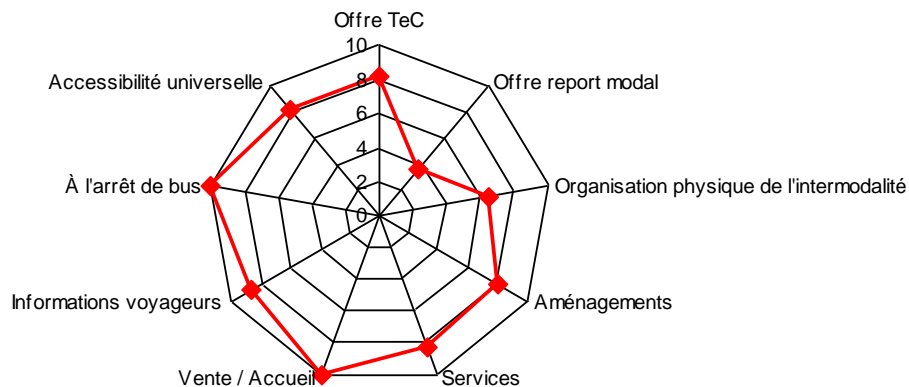 Offre TeC
10
Accessibilité universelle
8
Offre report modal
6
4
À l'arrêt de bus
2
Organisation physique de l'intermodalité
0
Informations voyageurs
Aménagements
Vente / Accueil
Services